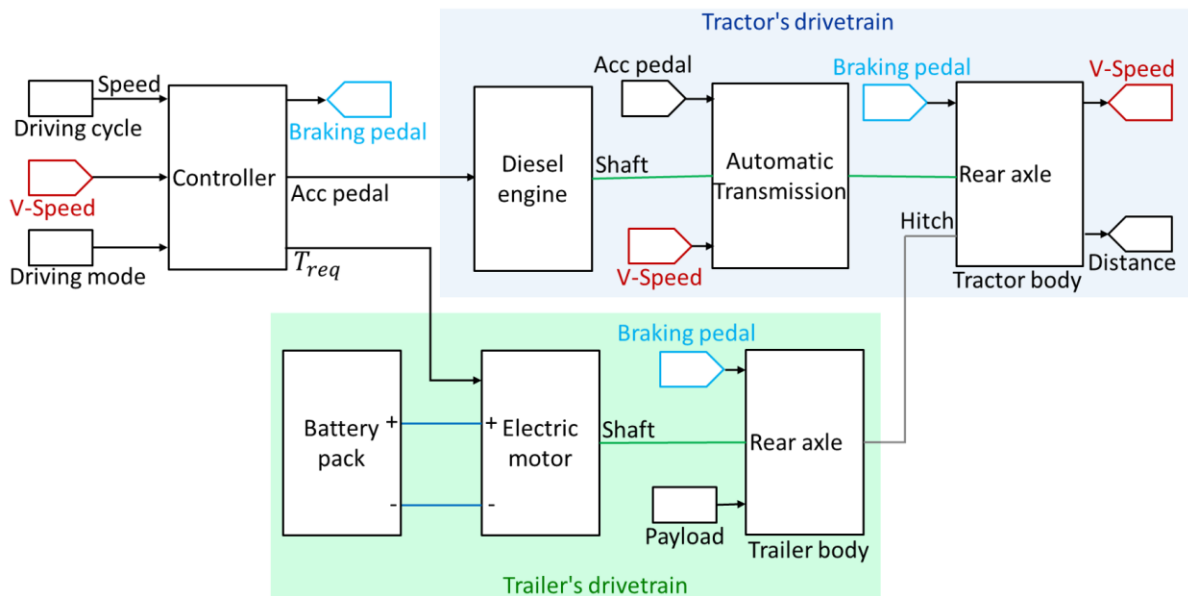 Tractor's drivetrain
Speed
Driving cycle
V-Speed
Driving mode
Controller
Braking pedal
Acc pedal
T_req
Diesel
engine
Shaft
Acc pedal
V-Speed
Automatic
Transmission
Braking pedal
Rear axle
Hitch
Tractor body
V-Speed
Distance
Battery
pack
+
-
+
-
Electric
motor
Shaft
Braking pedal
Payload
Rear axle
Trailer body
Trailer's drivetrain